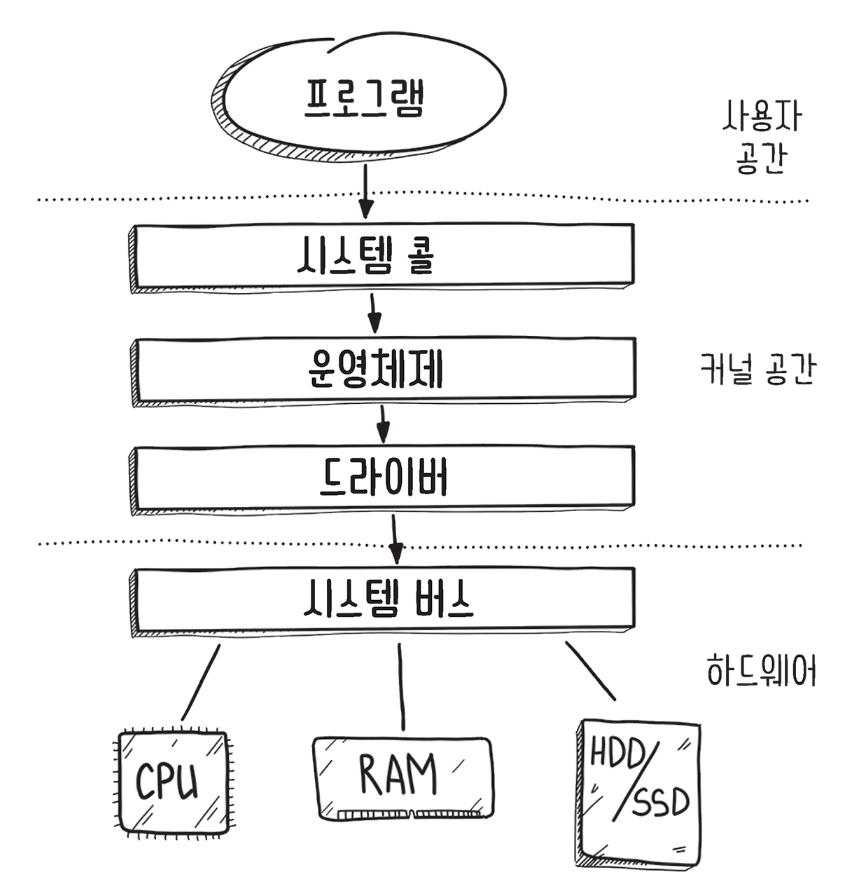 프로그램
사용자
공간
시스템 콜
운영체제
커널 공간
드라이버
시스템 버스
하드웨어
CPU
RAM
HDD/
SSD